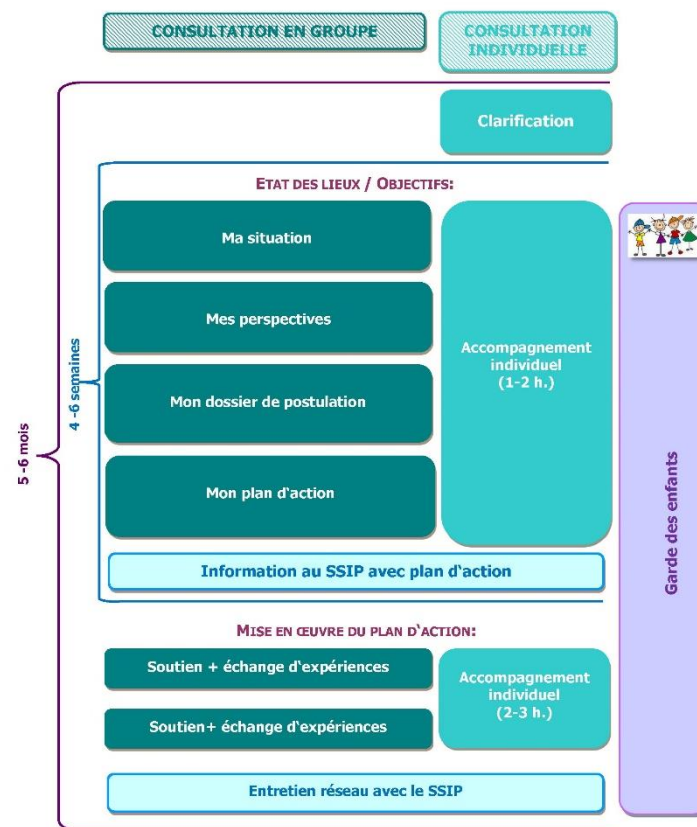 CONSULTATION EN GROUPE
CONSULTATION
INDIVIDUELLE
Clarification
ETAT DES LIEUX / OBJECTIFS:
Ma situation
Mes perspectives
Mon dossier de postulation
Mon plan d'action
Accompagnement
individuel
(1-2 h.)
Information au SSIP avec plan d'action
MISE EN ŒUVRE DU PLAN D'ACTION:
Soutien + échange d'expériences
Soutien+ échange d'expériences
Accompagnement
individuel
(2-3 h.)
Entretien réseau avec le SSIP
5 -6 mois
4 -6 semaines
Garde des enfants